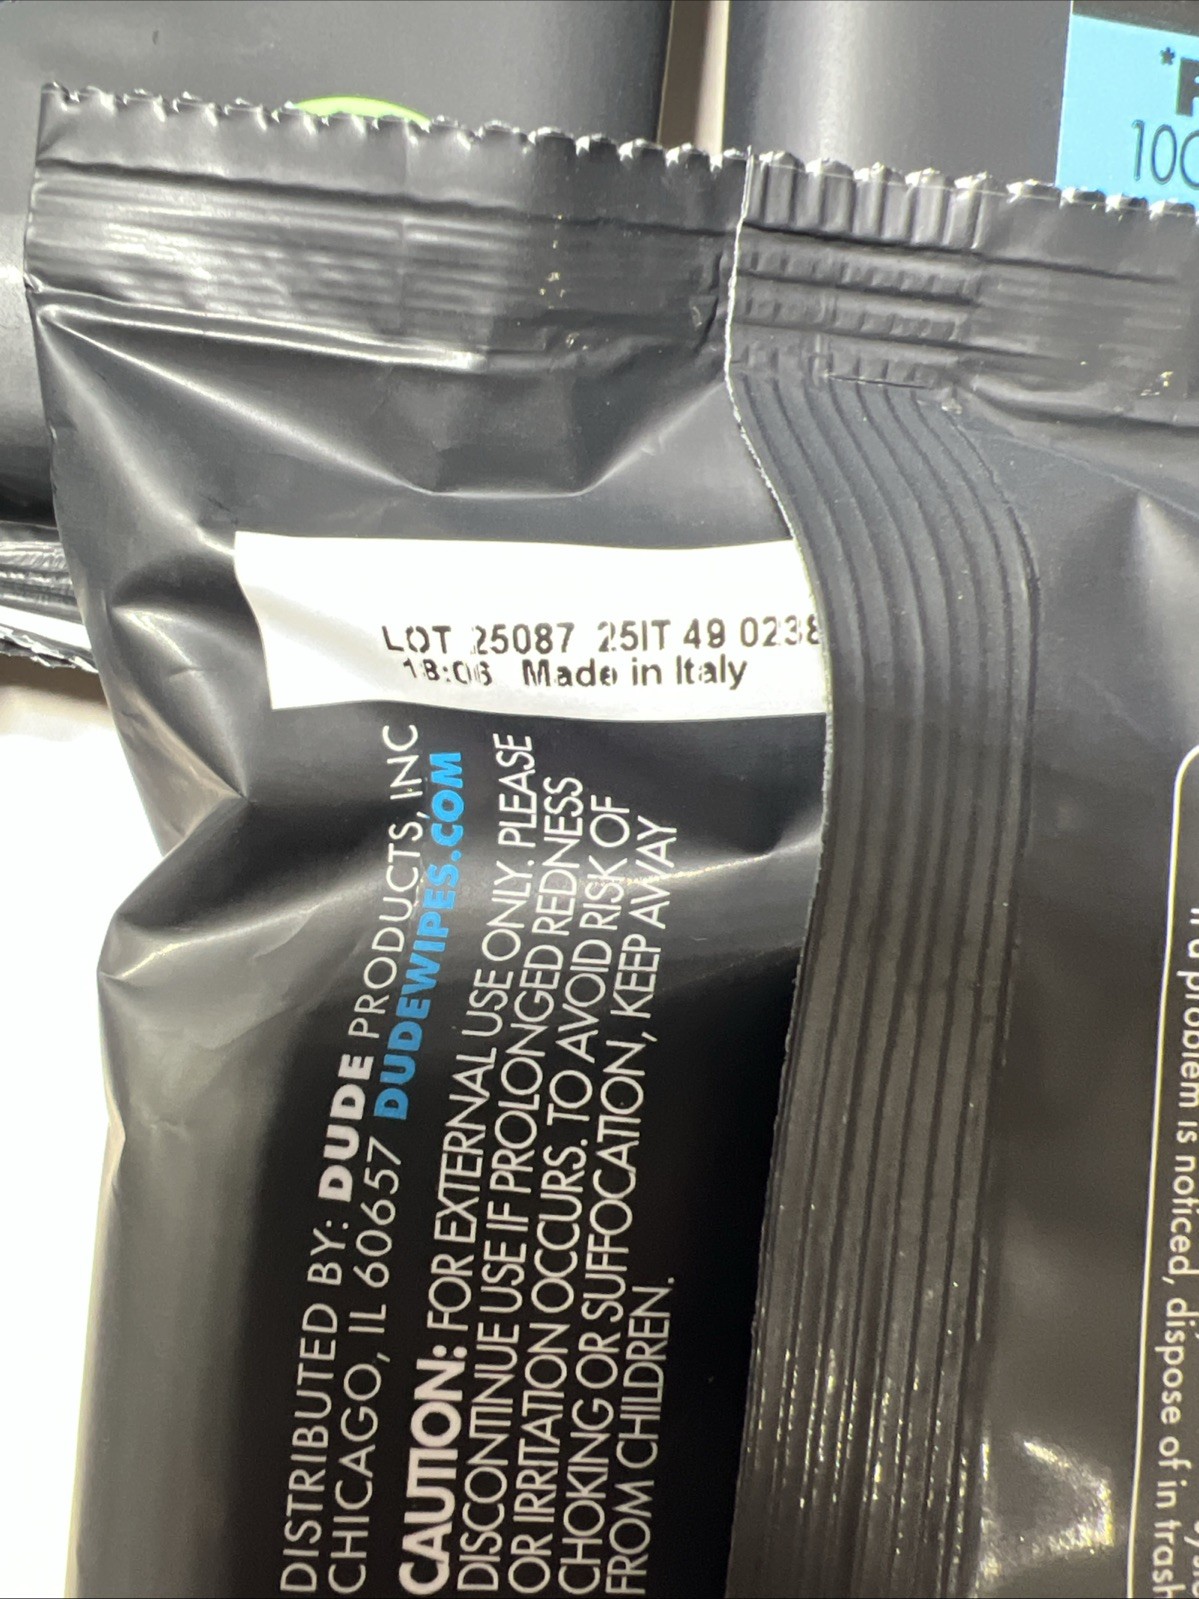 LOT 25087 25IT 49 0238
18:06 Made in Italy
DISTRIBUTED BY: DUDE PRODUCTS, INC
CHICAGO, IL 60657 DUDEWIPES.COM
CAUTION: FOR EXTERNAL USE ONLY. PLEASE
DISCONTINUE USE IF PROLONGED REDNESS
OR IRRITATION OCCURS. TO AVOID RISK OF
CHOKING OR SUFFOCATION, KEEP AWAY
FROM CHILDREN.
problem is noticed, dispose of in trash